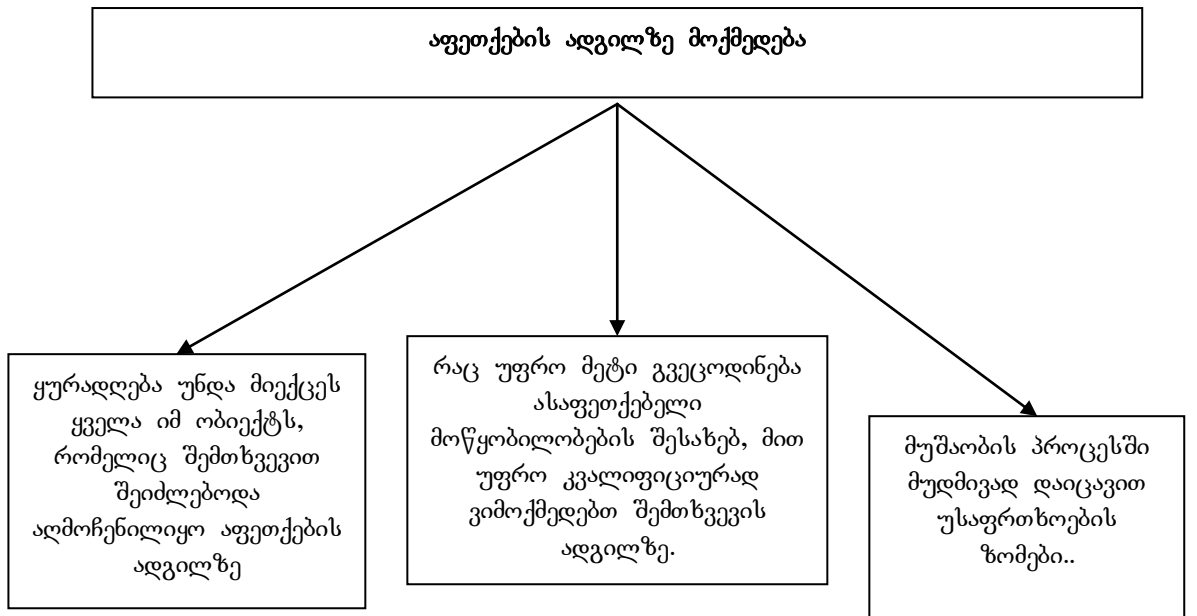 აფეთქების ადგილზე მოქმედება
ყურადღება უნდა მიექცეს
ყველა იმ ობიექტს,
რომელიც შემთხვევით
შეიძლებოდა
აღმოჩენილიყო აფეთქების
ადგილზე
რაც უფრო მეტი გვეცოდინება
ასაფეთქებელი
მოწყობილობების შესახებ, მით
უფრო კვალიფიციურად
ვიმოქმედებთ შემთხვევის
ადგილზე.
მუშაობის პროცესში
მუდმივად დაიცავით
უსაფრთხოების
ზომები..